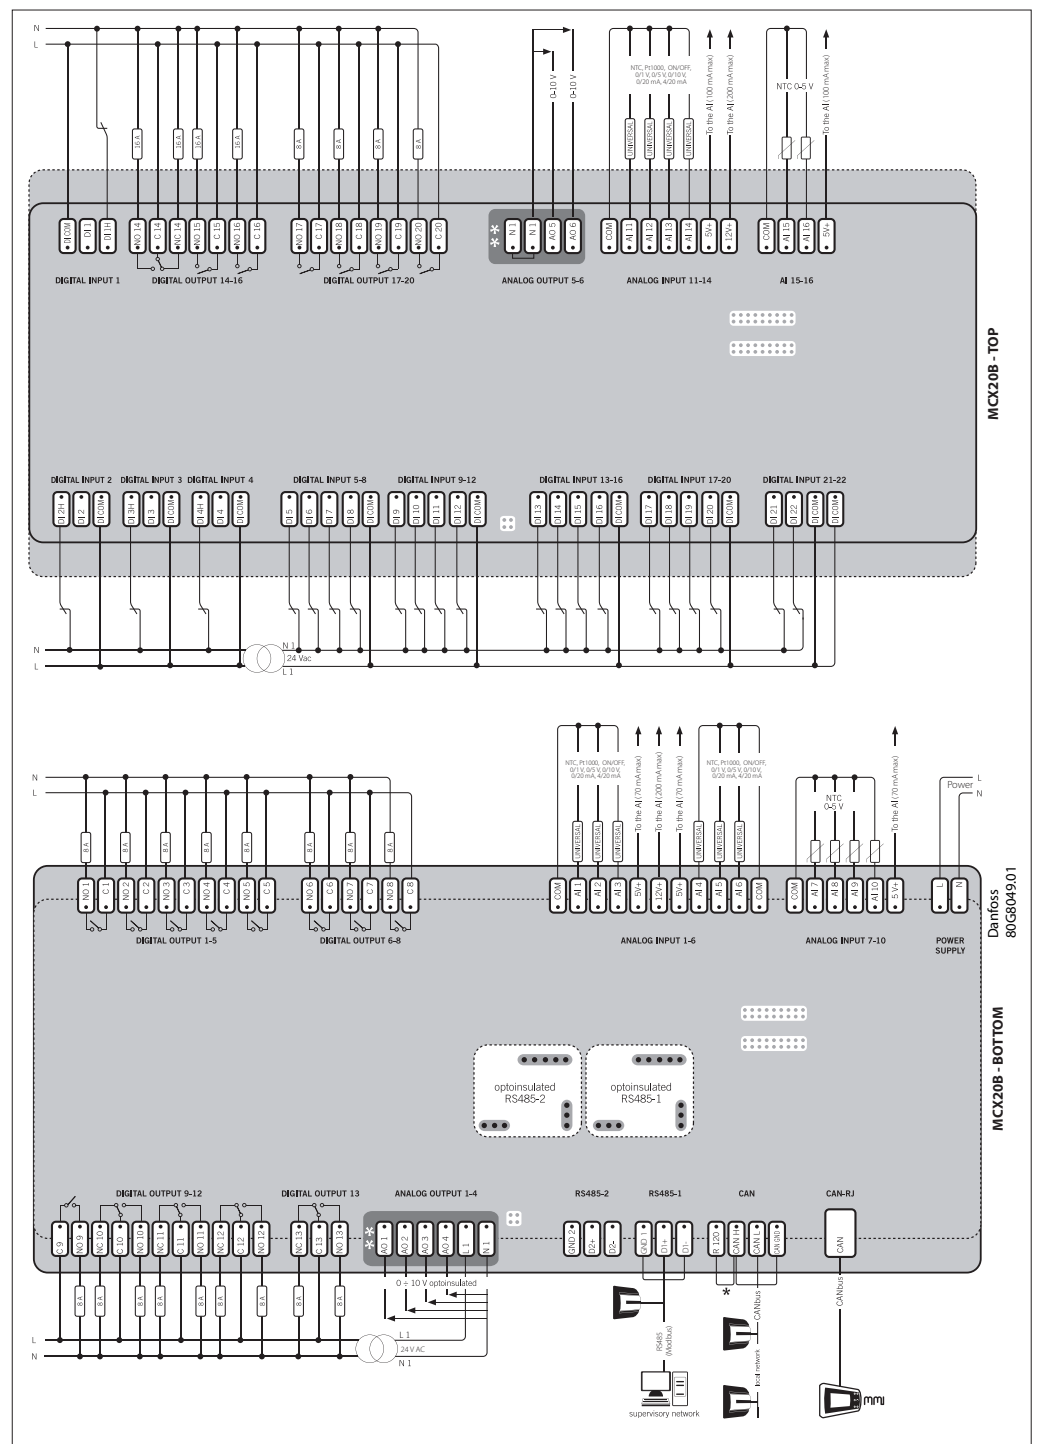 N
L
16 A
16 A
16 A
16 A
8 A
8 A
8 A
8 A
0-10 V
0-10 V
NTC, Pt1000, ON/OFF,
0/1 V, 0/5 V, 0/10 V,
0/20 mA, 4/20 mA
UNIVERSAL
UNIVERSAL
UNIVERSAL
UNIVERSAL
To the AI (100 mA max)
To the AI (200 mA max)
NTC 0-5 V
To the AI (100 mA max)
DI COM
DI 1
DI 1H
NO 14
C 14
NC 14
NO 15
C 15
NO 16
C 16
NO 17
C 17
NO 18
C 18
NO 19
C 19
NO 20
C 20
**
N 1
N 1
AO 5
AO 6
COM
AI 11
AI 12
AI 13
AI 14
5V+
12V+
COM
AI 15
AI 16
5V+
DIGITAL INPUT 1
DIGITAL OUTPUT 14-16
DIGITAL OUTPUT 17-20
ANALOG OUTPUT 5-6
ANALOG INPUT 11-14
AI 15-16
MCX20B - TOP
DIGITAL INPUT 2
DIGITAL INPUT 3
DIGITAL INPUT 4
DIGITAL INPUT 5-8
DIGITAL INPUT 9-12
DIGITAL INPUT 13-16
DIGITAL INPUT 17-20
DIGITAL INPUT 21-22
DI 2H
DI 2
DI COM
DI 3H
DI 3
DI COM
DI 4H
DI 4
DI COM
DI 5
DI 6
DI 7
DI 8
DI COM
DI 9
DI 10
DI 11
DI 12
DI COM
DI 13
DI 14
DI 15
DI 16
DI COM
DI 17
DI 18
DI 19
DI 20
DI COM
DI 21
DI 22
DI COM
DI COM
N
L
N 1
24 Vac
L 1
N
L
8 A
8 A
8 A
8 A
8 A
8 A
8 A
8 A
NTC, Pt1000, ON/OFF,
0/1 V, 0/5 V, 0/10 V,
0/20 mA, 4/20 mA
UNIVERSAL
UNIVERSAL
UNIVERSAL
To the AI (70 mA max)
To the AI (200 mA max)
To the AI (70 mA max)
NTC, Pt1000, ON/OFF,
0/1 V, 0/5 V, 0/10 V,
0/20 mA, 4/20 mA
UNIVERSAL
UNIVERSAL
UNIVERSAL
NTC
0-5 V
To the AI (70 mA max)
L
Power
N
NO 1
C 1
NO 2
C 2
NO 3
C 3
NO 4
C 4
NO 5
C 5
NO 6
C 6
NO 7
C 7
NO 8
C 8
COM
AI 1
AI 2
AI 3
5V+
12V+
5V+
AI 4
AI 5
AI 6
COM
COM
AI 7
AI 8
AI 9
AI 10
5 V+
L
N
DIGITAL OUTPUT 1-5
DIGITAL OUTPUT 6-8
ANALOG INPUT 1-6
ANALOG INPUT 7-10
POWER
SUPPLY
Danfoss
80G8049.01
MCX20B - BOTTOM
optoinsulated
RS485-2
optoinsulated
RS485-1
DIGITAL OUTPUT 9-12
DIGITAL OUTPUT 13
ANALOG OUTPUT 1-4
RS485-2
RS485-1
CAN
CAN-RJ
C 9
NO 9
NC 10
C 10
NO 10
NC 11
C 11
NO 11
NC 12
C 12
NO 12
NC 13
C 13
NO 13
**
AO 1
AO 2
AO 3
AO 4
L 1
N 1
GND 2
D2+
D2-
GND 1
D1+
D1-
R 120
CAN H
CAN L
CAN GND
CAN
0 ÷ 10 V optoinsulated
8 A
8 A
8 A
8 A
8 A
8 A
8 A
8 A
L
N
L 1
24 V AC
N 1
*
RS485
(Modbus)
supervisory network
CANbus
local network
CANbus
MMI